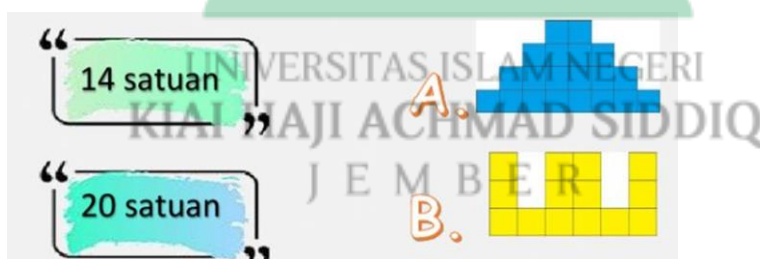 14 satuan
A.
20 satuan
B.
UNIVERSITAS ISLAM NEGERI
KIAI HAJI ACHMAD SIDDIQ
J E M B E R